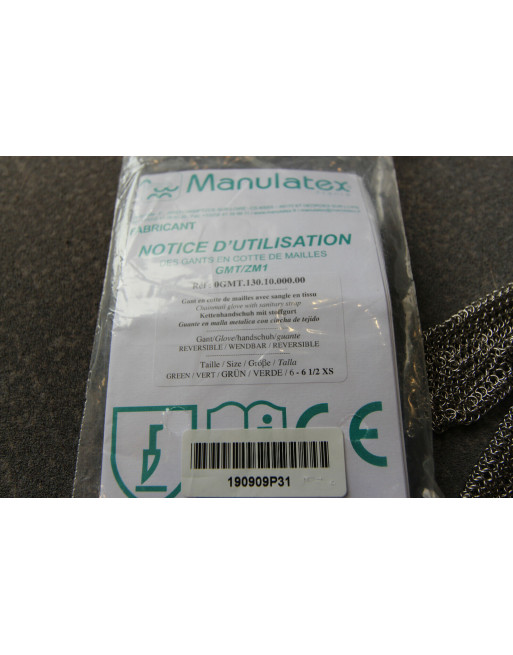 Manulatex
FABRICANT
NOTICE D'UTILISATION
DES GANTS EN COTTE DE MAILLES
GMT/ZM1
Réf : 0GMT.130.10.000.00
Gant en cotte de mailles avec sangle en tissu
Chainmail glove with sanitary strap
Kettenhandschuh mit stoffgurt
Guante en malla metalica con cincha de tejido
Gant/Glove/handschuh/guante
REVERSIBLE / WENDBAR / REVERSIBLE
Taille / Size / Große / Talla
GREEN / VERT / GRÜN / VERDE / 6 - 6 1/2 XS
i
CE
190909P31